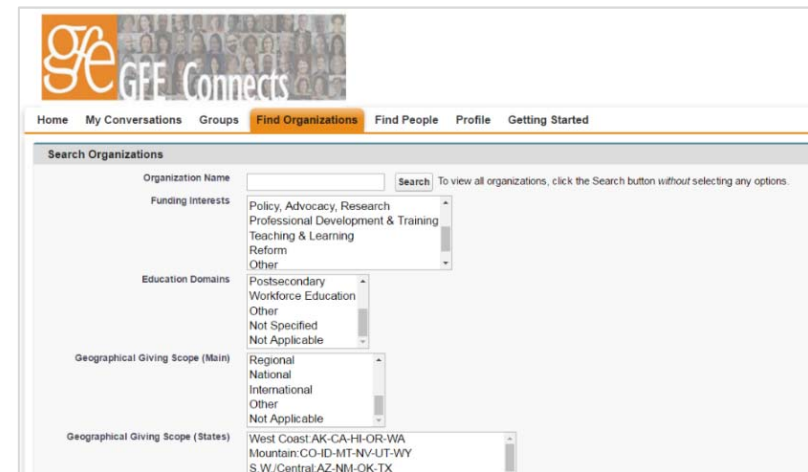 gfe
GFE Connects
Home My Conversations Groups Find Organizations Find People Profile Getting Started
Search Organizations
Organization Name Search To view all organizations, click the Search button without selecting any options.
Funding Interests
Policy, Advocacy, Research
Professional Development & Training
Teaching & Learning
Reform
Other
Education Domains
Postsecondary
Workforce Education
Other
Not Specified
Not Applicable
Geographical Giving Scope (Main)
Regional
National
International
Other
Not Applicable
Geographical Giving Scope (States)
West Coast:AK-CA-HI-OR-WA
Mountain:CO-ID-MT-NV-UT-WY
S.W./Central:AZ-NM-OK-TX